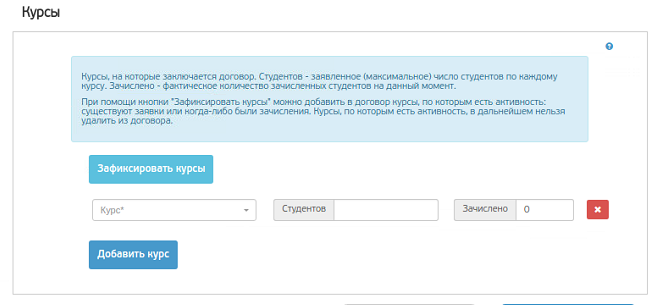 Курсы
Курсы, на которые заключается договор. Студентов - заявленное (максимальное) число студентов по каждому
курсу. Зачислено - фактическое количество зачисленных студентов на данный момент.
При помощи кнопки "Зафиксировать курсы" можно добавить в договор курсы, по которым есть активность:
существуют заявки или когда-либо были зачисления. Курсы, по которым есть активность, в дальнейшем нельзя
удалить из договора.
Зафиксировать курсы
Курс* Студентов Зачислено 0
Добавить курс